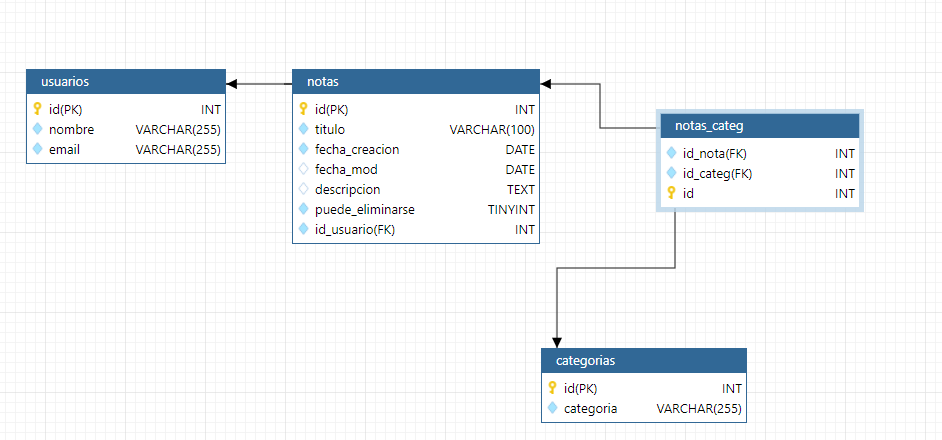 usuarios
id(PK) INT
nombre VARCHAR(255)
email VARCHAR(255)
notas
id(PK) INT
titulo VARCHAR(100)
fecha_creacion DATE
fecha_mod DATE
descripcion TEXT
puede_eliminarse TINYINT
id_usuario(FK) INT
notas_categ
id_nota(FK) INT
id_categ(FK) INT
id INT
categorias
id(PK) INT
categoria VARCHAR(255)